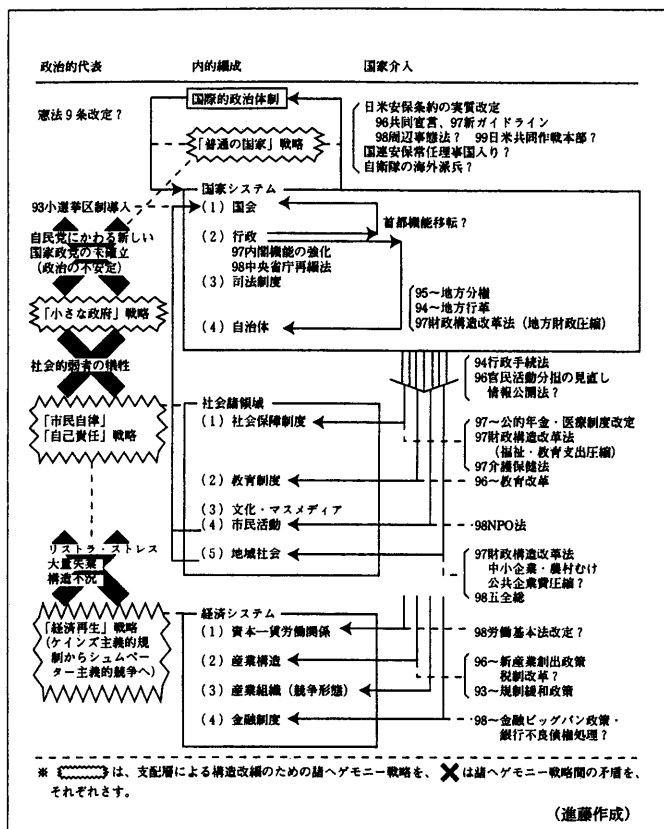 政治的代表　内的編成　国家介入
国際的政治体制
憲法9条改定？
日米安保条約の実質改定
96共同宣言、97新ガイドライン
98周辺事態法？　99日米共同作戦本部？
国連安保常任理事国入り？
自衛隊の海外派兵？
「普通の国家」戦略
国家システム
93小選挙区制導入
(1) 国会
首都機能移転？
自民党にかわる新しい
国家政党の未確立
(政治の不安定)
(2) 行政
97内閣機能の強化
98中央省庁再編法
(3) 司法制度
「小さな政府」戦略
95～地方分権
94～地方行革
97財政構造改革法（地方財政圧縮）
(4) 自治体
社会的弱者の犠牲
94行政手続法
96官民活動分担の見直し
情報公開法？
「市民自律」
「自己責任」戦略
社会諸領域
(1) 社会保障制度
97～公的年金・医療制度改定
97財政構造改革法
(福祉・教育支出圧縮)
97介護保健法
(2) 教育制度
96～教育改革
(3) 文化・マスメディア
(4) 市民活動
98NPO法
(5) 地域社会
リストラ・ストレス
大量失業
構造不況
97財政構造改革法
中小企業・農村むけ
公共企業費圧縮？
98五全総
経済システム
「経済再生」戦略
(ケインズ主義的規
制からシュムペー
ター主義的競争へ)
(1) 資本―賃労働関係
98労働基本法改定？
(2) 産業構造
96～新産業創出政策
税制改革？
(3) 産業組織（競争形態）
93～規制緩和政策
(4) 金融制度
98～金融ビッグバン政策・
銀行不良債権処理？
※　は、支配層による構造改編のための諸ヘゲモニー戦略を、　は諸ヘゲモニー戦略間の矛盾を、
それぞれさす。
(進藤作成)